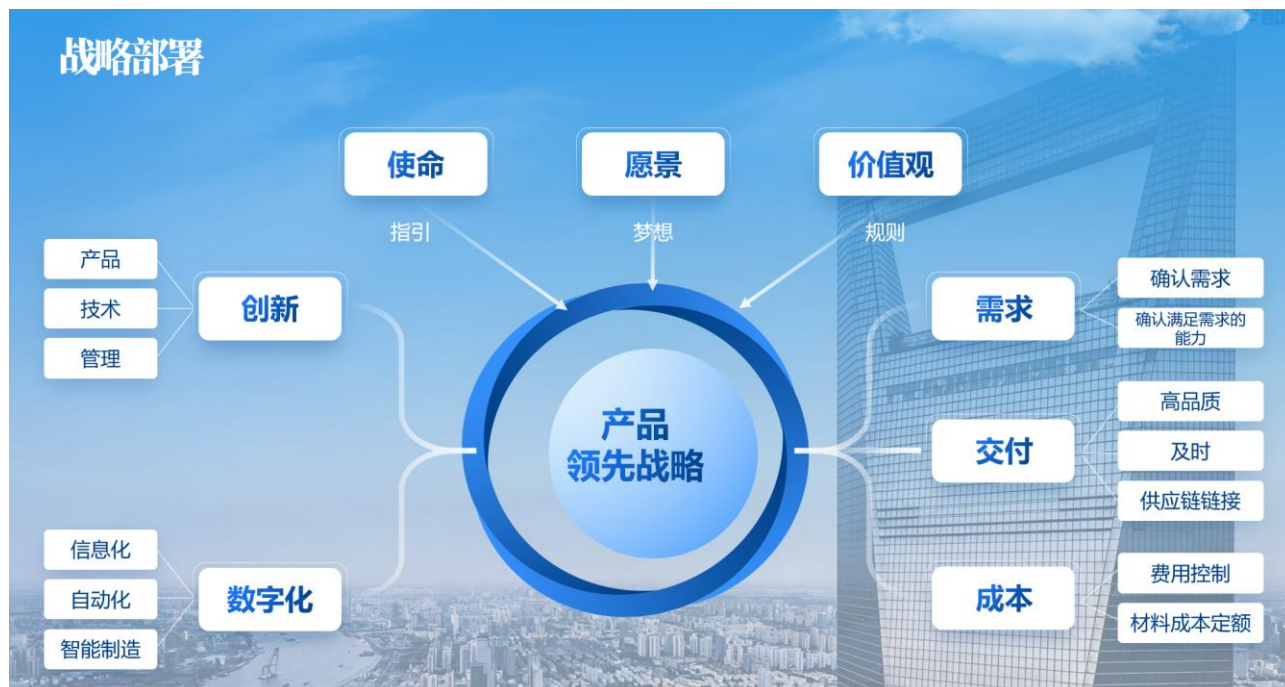 战略部署
使命
愿景
价值观
指引
梦想
规则
产品
技术
管理
创新
信息化
自动化
智能制造
数字化
产品
领先战略
需求
确认需求
确认满足需求的
能力
交付
高品质
及时
供应链链接
成本
费用控制
材料成本定额